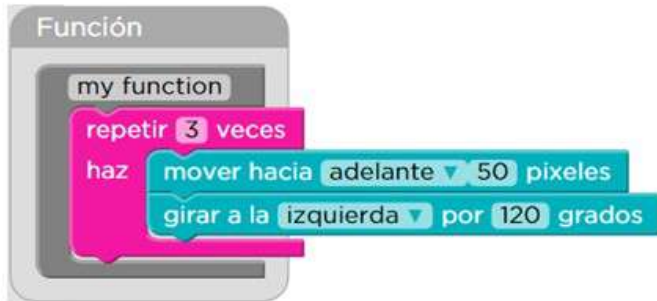 Función
my function
repetir 3 veces
haz mover hacia adelante ▼ 50 pixeles
girar a la izquierda ▼ por 120 grados